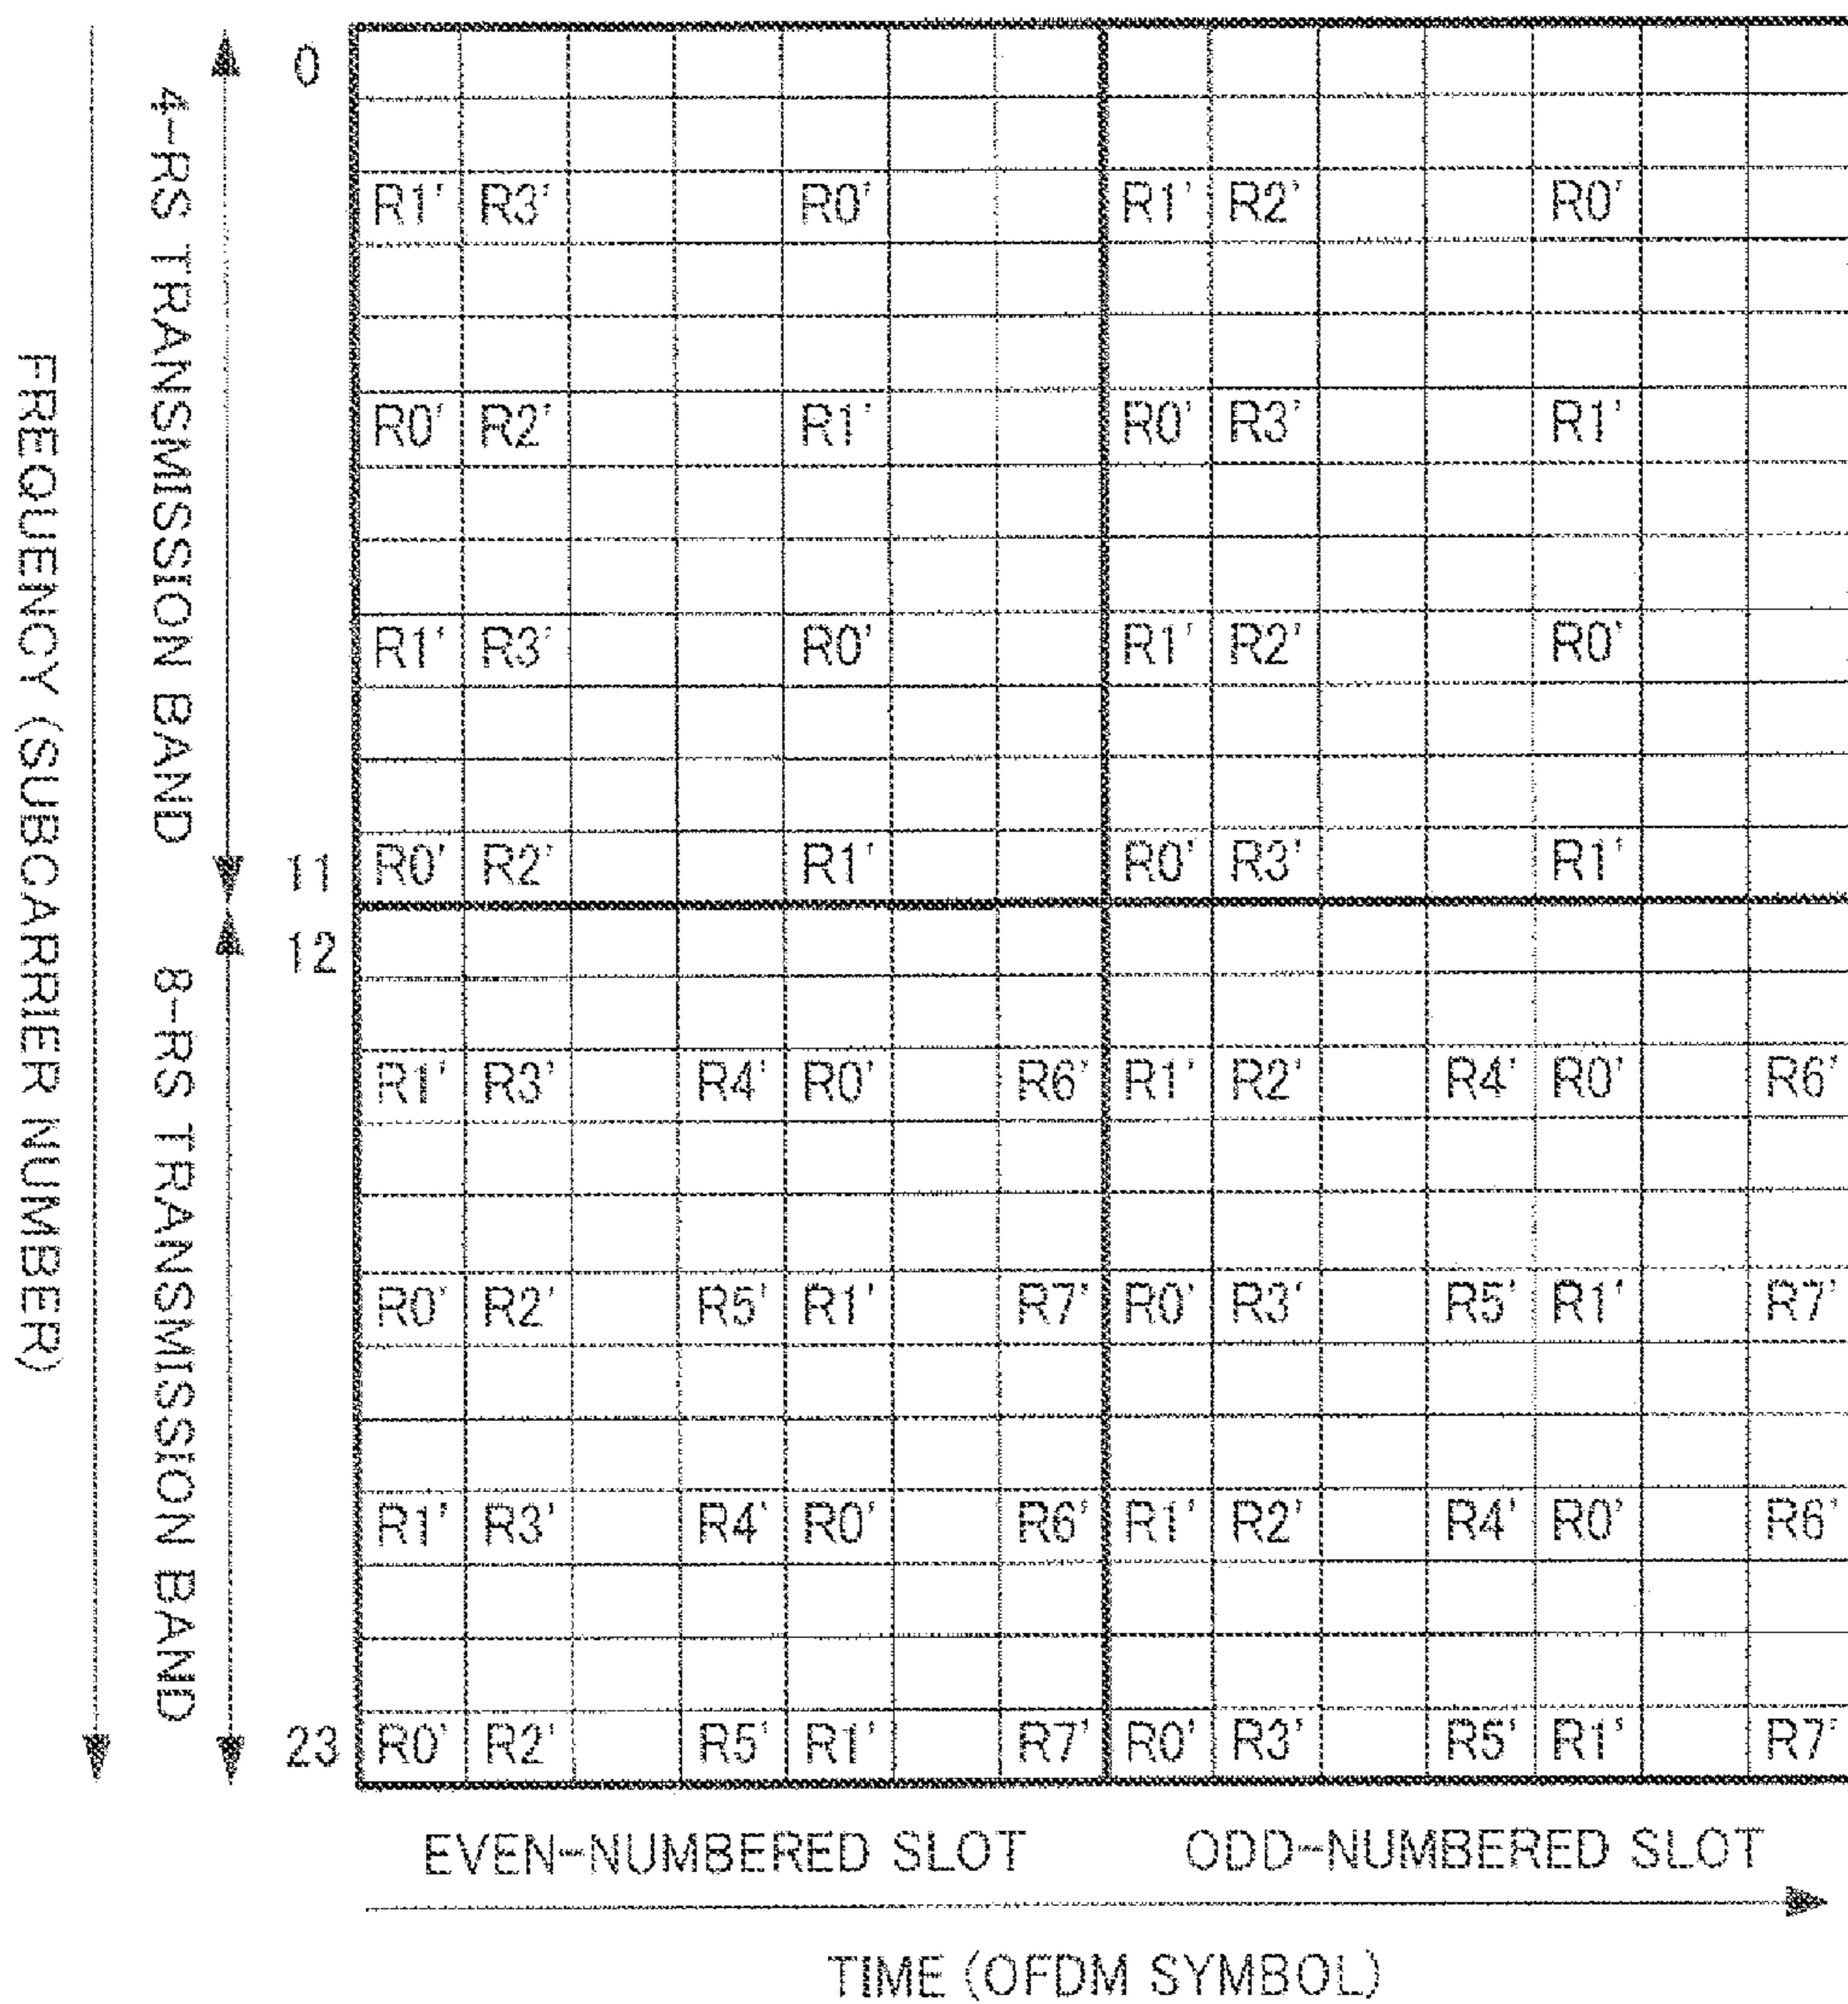 FREQUENCY (SUBCARRIER NUMBER)
4-RS TRANSMISSION BAND
8-RS TRANSMISSION BAND
0
R1' R3' R0' R1' R2' R0'
R0' R2' R1' R0' R3' R1'
R1' R3' R0' R1' R2' R0'
11 R0' R2' R1' R0' R3' R1'
12
R1' R3' R4' R0' R6' R1' R2' R4' R0' R6'
R0' R2' R5' R1' R7' R0' R3' R5' R1' R7'
R1' R3' R4' R0' R6' R1' R2' R4' R0' R6'
23 R0' R2' R5' R1' R7' R0' R3' R5' R1' R7'
EVEN-NUMBERED SLOT ODD-NUMBERED SLOT
TIME (OFDM SYMBOL)